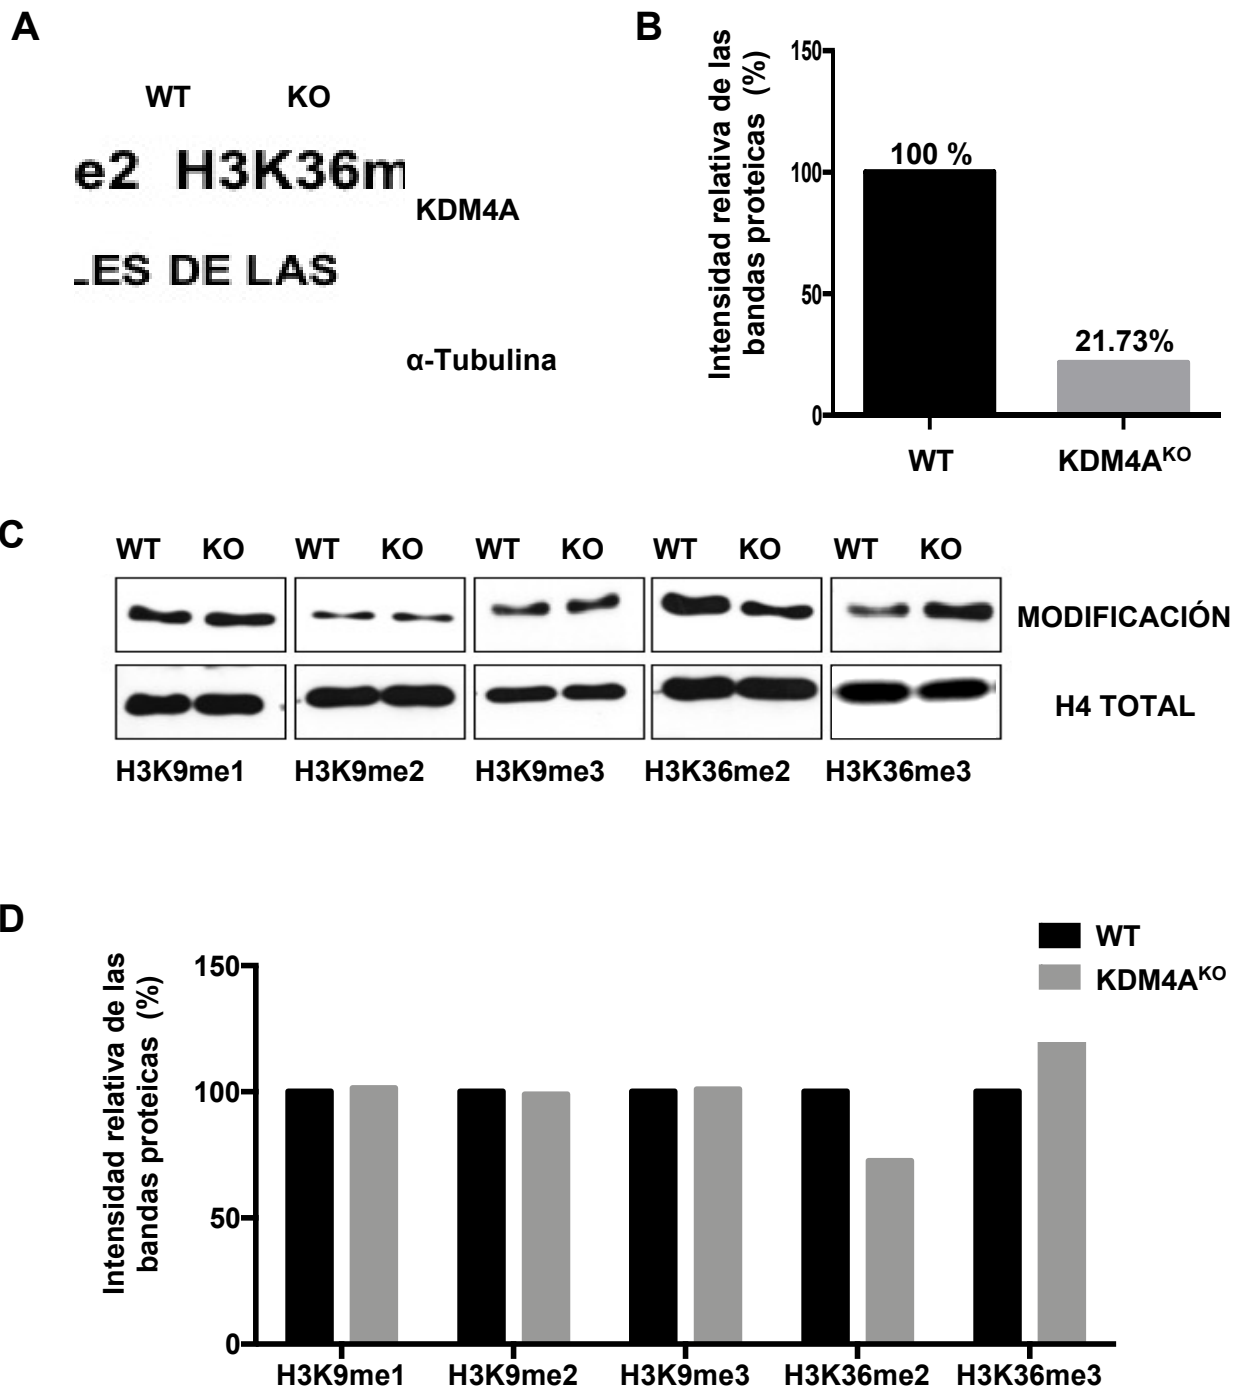 A
WT KO
e2 H3K36m
KDM4A
LES DE LAS
α-Tubulina
B
Intensidad relativa de las
bandas proteicas (%)
150
100
50
0
100 %
21.73%
WT KDM4AKO
C
WT KO WT KO WT KO WT KO WT KO
MODIFICACIÓN
H4 TOTAL
H3K9me1 H3K9me2 H3K9me3 H3K36me2 H3K36me3
D
WT
KDM4AKO
Intensidad relativa de las
bandas proteicas (%)
150
100
50
0
H3K9me1 H3K9me2 H3K9me3 H3K36me2 H3K36me3